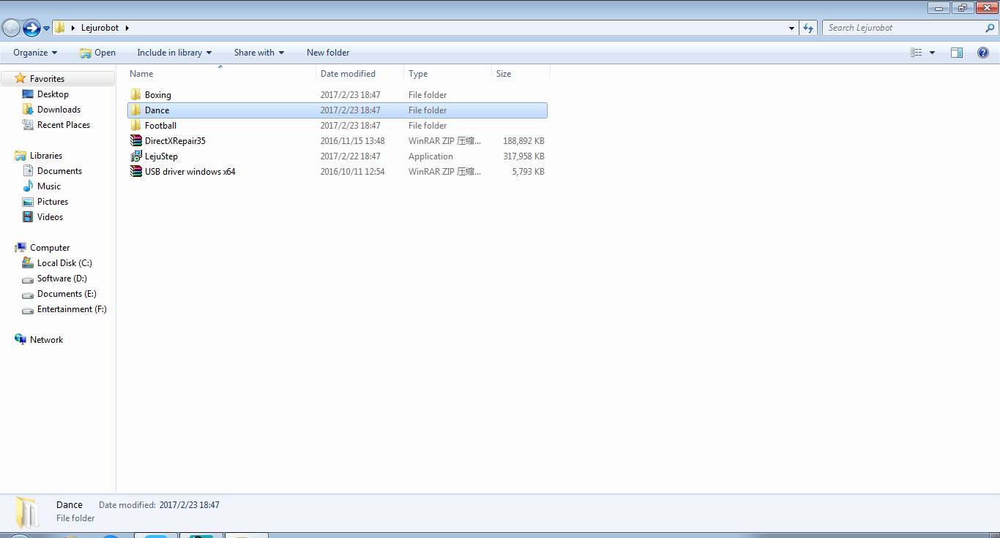 Lejurobot
Search Lejurobot
Organize Open Include in library Share with New folder
Name Date modified Type Size
Favorites
Desktop
Downloads
Recent Places
Libraries
Documents
Music
Pictures
Videos
Computer
Local Disk (C:)
Software (D:)
Documents (E:)
Entertainment (F:)
Network
Boxing 2017/2/23 18:47 File folder
Dance 2017/2/23 18:47 File folder
Football 2017/2/23 18:47 File folder
DirectXRepair35 2016/11/15 13:48 WinRAR ZIP 压缩... 188,892 KB
LejuStep 2017/2/22 18:47 Application 317,958 KB
USB driver windows x64 2016/10/11 12:54 WinRAR ZIP 压缩... 5,793 KB
Dance Date modified: 2017/2/23 18:47
File folder